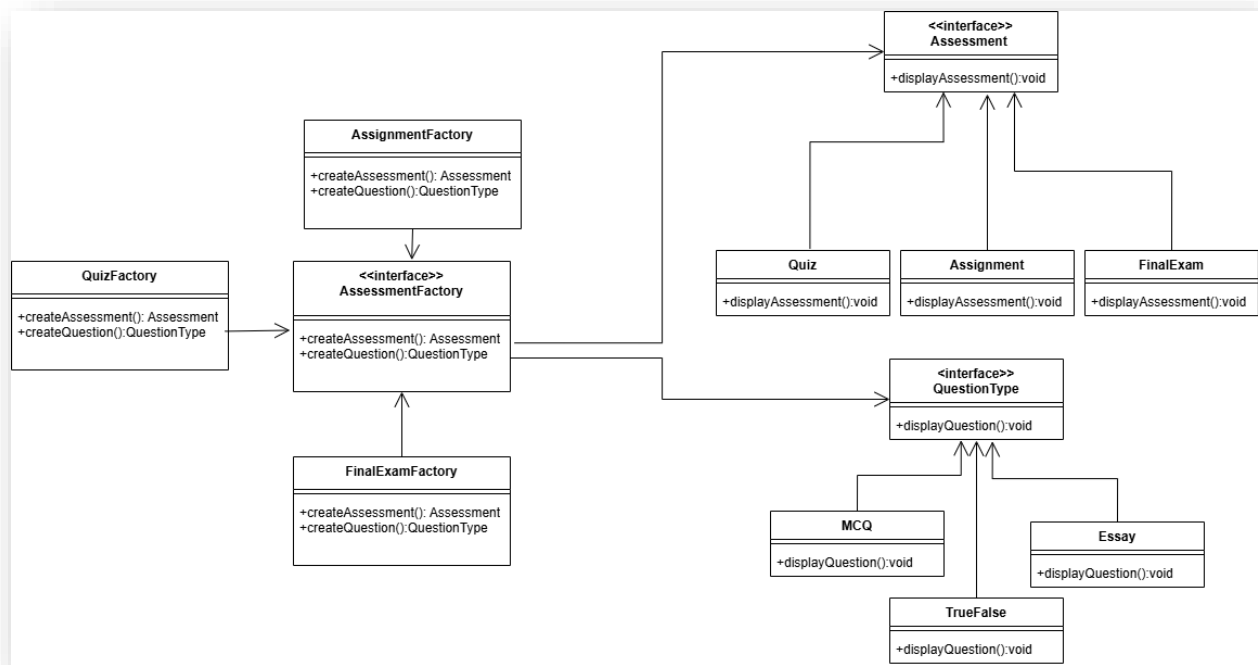 <<interface>>
Assessment
+displayAssessment():void
AssignmentFactory
+createAssessment(): Assessment
+createQuestion():QuestionType
QuizFactory
+createAssessment(): Assessment
+createQuestion():QuestionType
<<interface>>
AssessmentFactory
+createAssessment(): Assessment
+createQuestion():QuestionType
Quiz
+displayAssessment():void
Assignment
+displayAssessment():void
FinalExam
+displayAssessment():void
<interface>>
QuestionType
+displayQuestion():void
FinalExamFactory
+createAssessment(): Assessment
+createQuestion():QuestionType
MCQ
+displayQuestion():void
Essay
+displayQuestion():void
TrueFalse
+displayQuestion():void